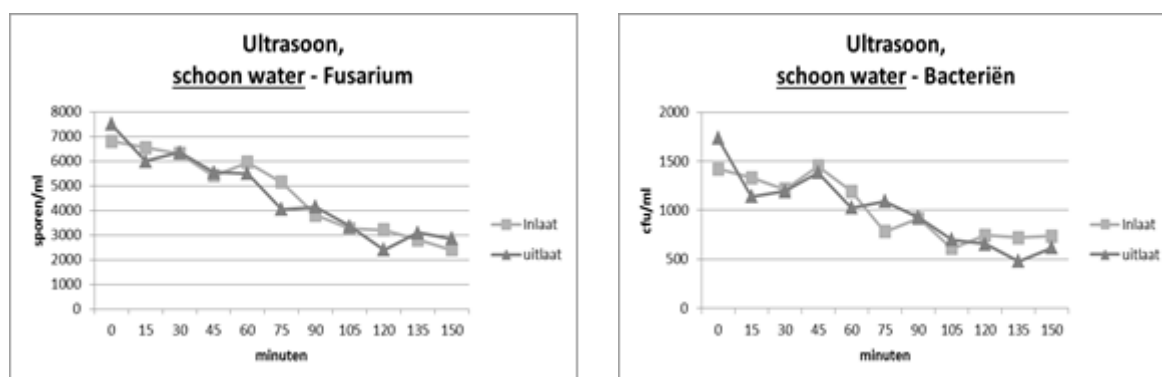 Ultrasoon,
schoon water - Fusarium
8000
7000
6000
5000
4000
3000
2000
1000
0
sporen/ml
0 15 30 45 60 75 90 105 120 135 150
minuten
Inlaat
uitlaat
Ultrasoon,
schoon water - Bacteriën
2000
1500
1000
500
0
cfu/ml
0 15 30 45 60 75 90 105 120 135 150
minuten
Inlaat
uitlaat